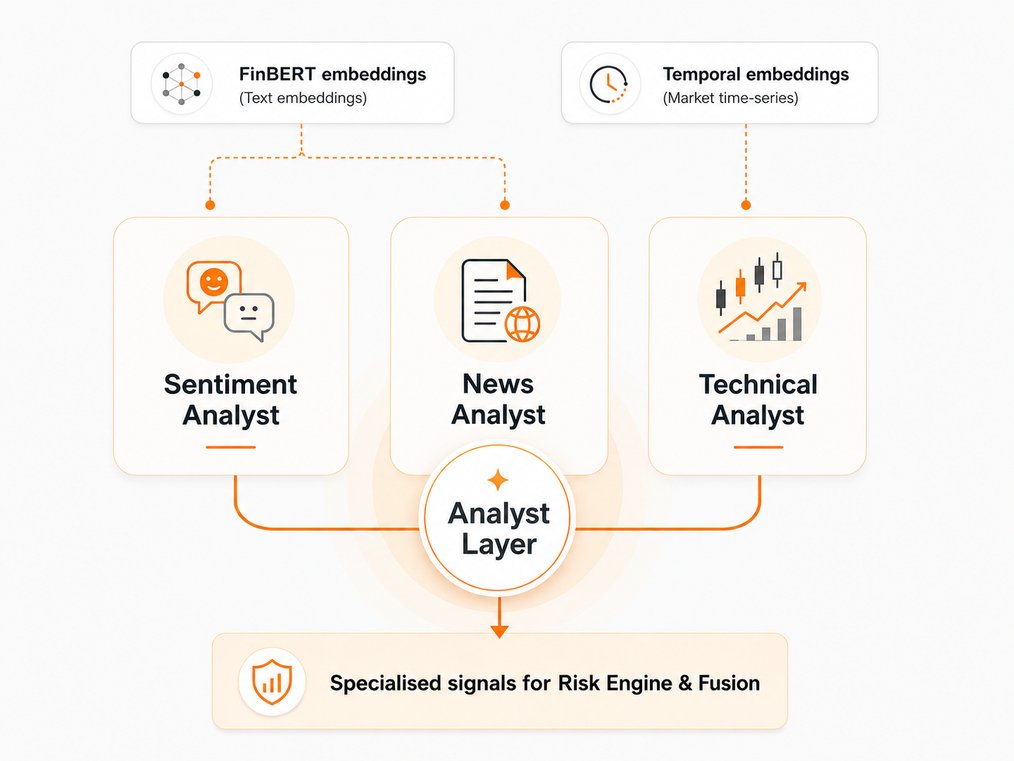 FinBERT embeddings
(Text embeddings)
Temporal embeddings
(Market time-series)
Sentiment
Analyst
News
Analyst
Technical
Analyst
Analyst
Layer
Specialised signals for Risk Engine & Fusion